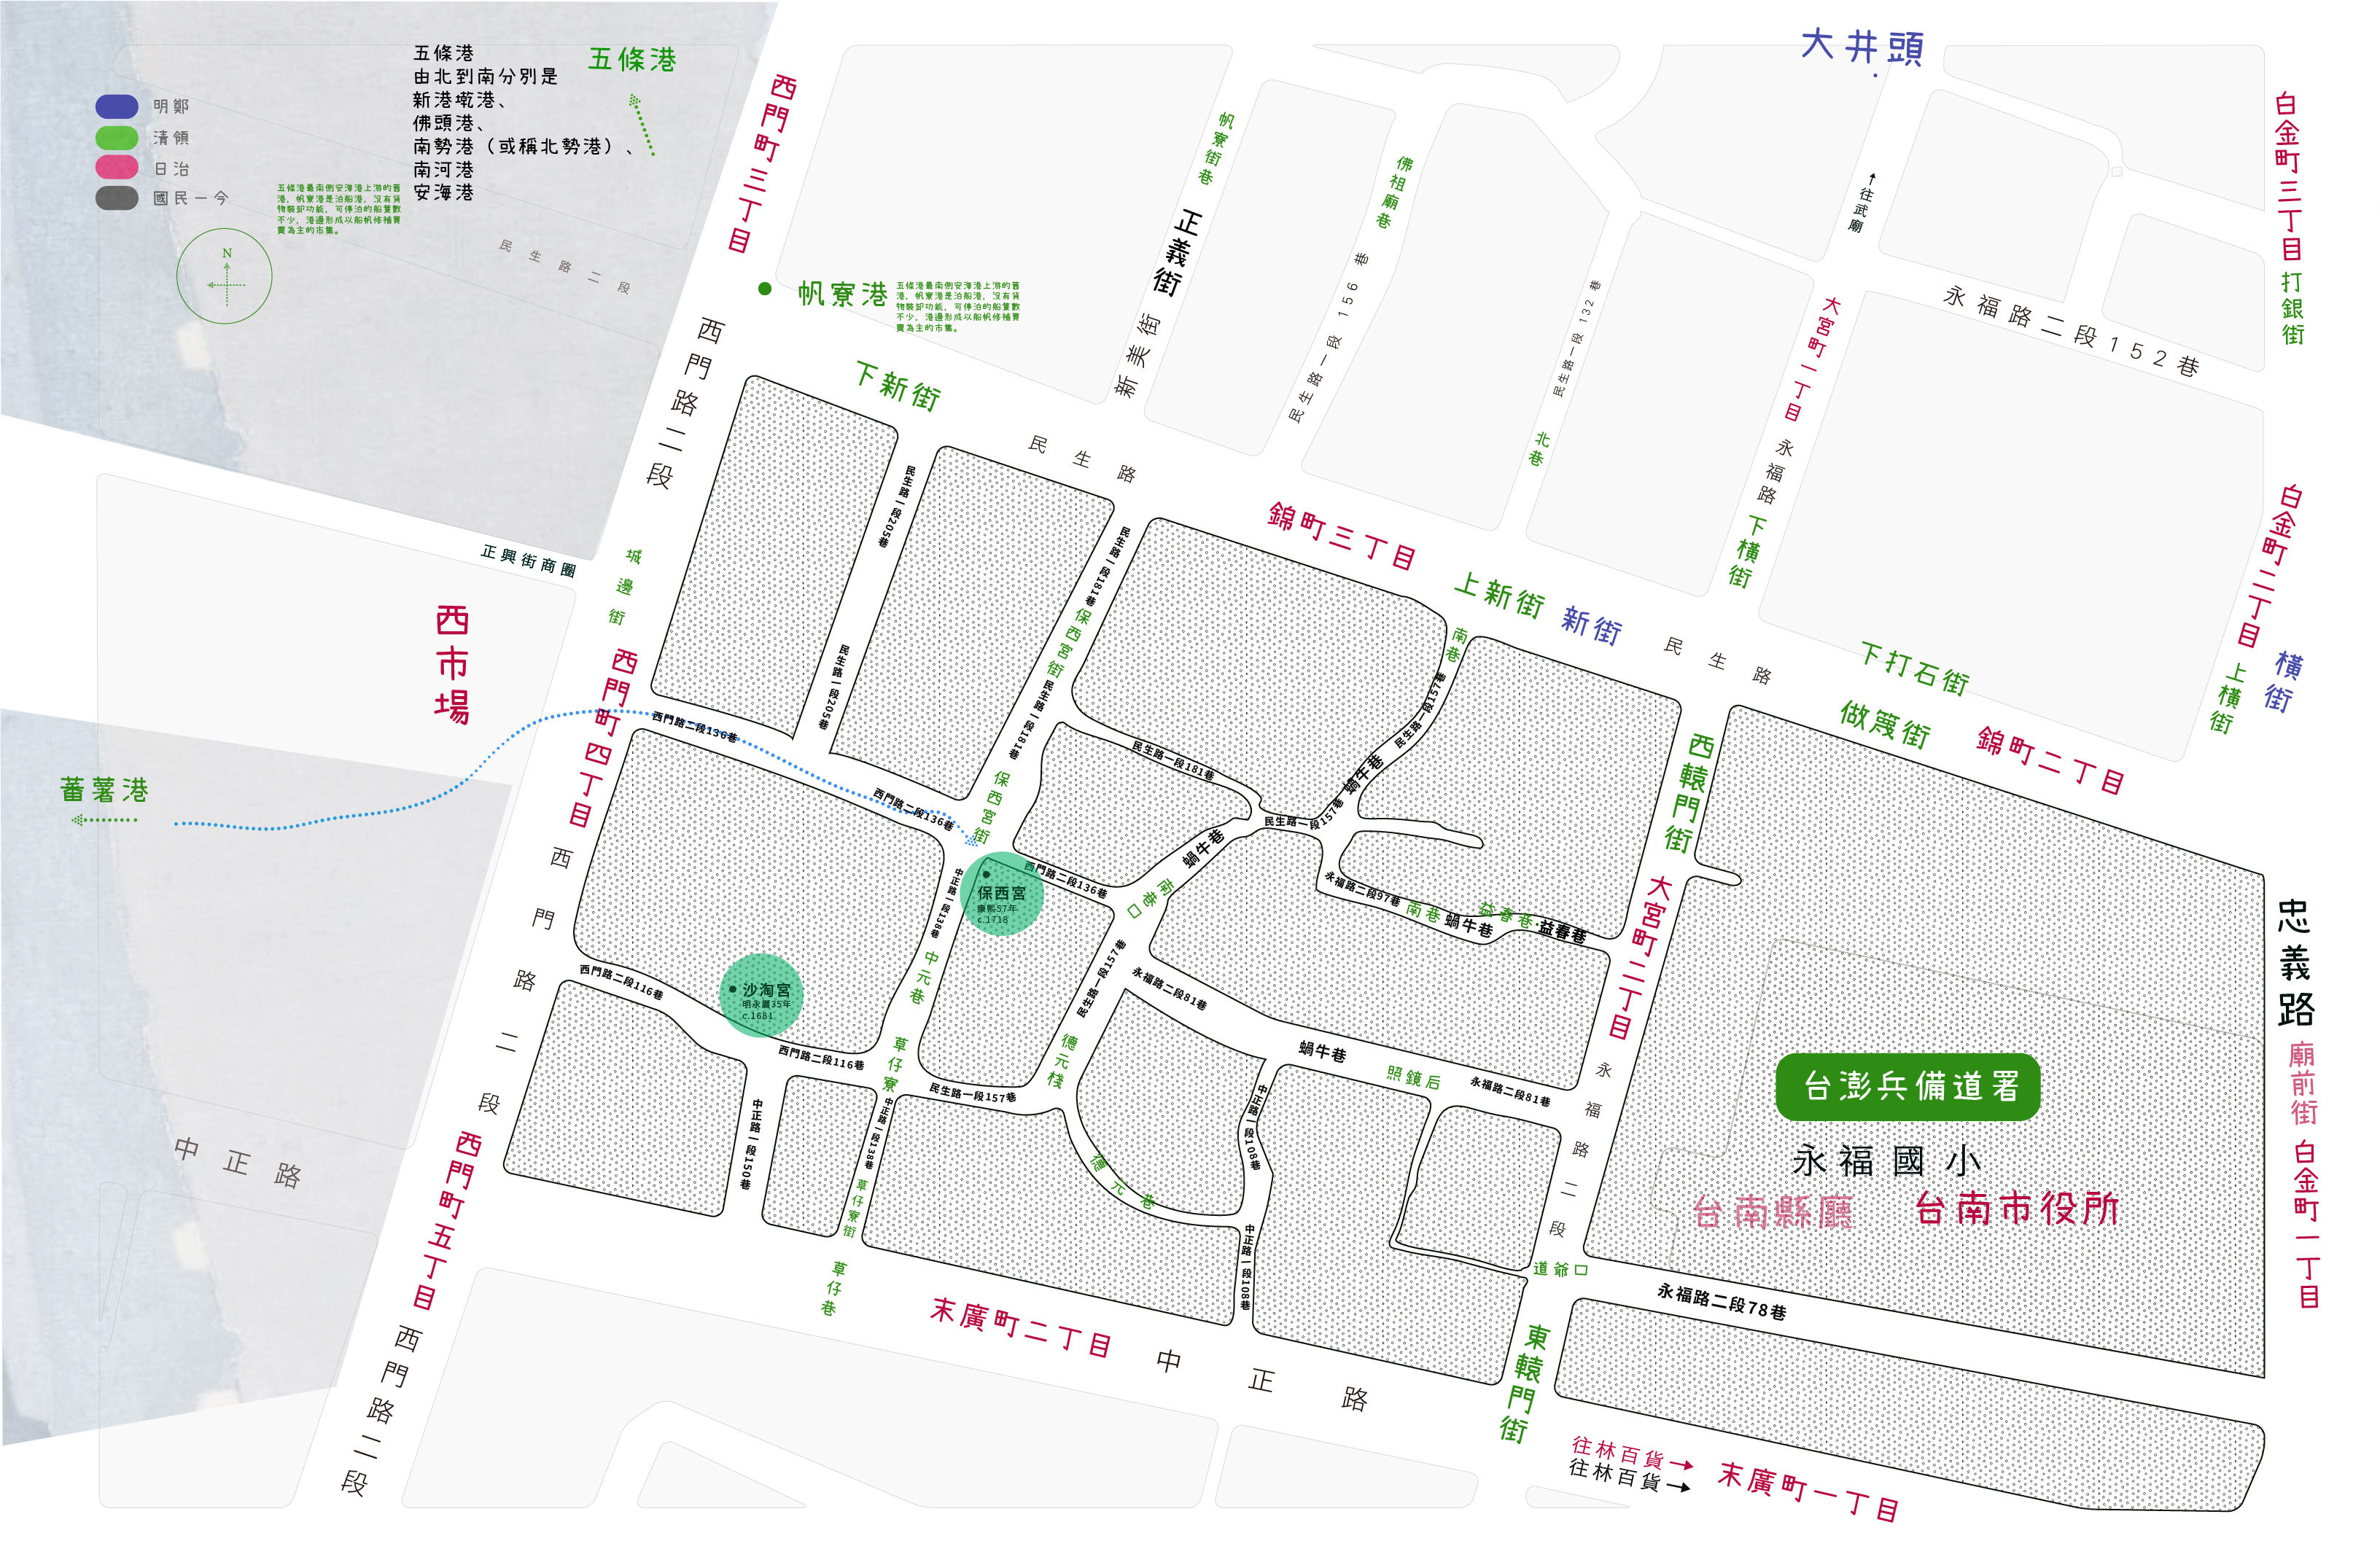 五條港
由北到南分別是
新港墘港、
佛頭港、
南勢港（或稱北勢港）、
南河港
安海港
五條港
明鄭
清領
日治
國民－今
五條港最南側安海港上游的舊
港，帆寮港是泊船港，沒有貨
物裝卸功能，可停泊的船隻數
不少，港邊形成以船帆修補買
賣為主的市集。
N
民生路二段
西門町三丁目
帆寮港
五條港最南側安海港上游的舊
港，帆寮港是泊船港，沒有貨
物裝卸功能，可停泊的船隻數
不少，港邊形成以船帆修補買
賣為主的市集。
帆寮街巷
正義街
新美街
佛祖廟巷
民生路一段 156 巷
民生路一段 132 巷
北巷
大井頭
↑往武廟
大宮町一丁目
永福路
下橫街
永福路二段152巷
白金町三丁目
打銀街
白金町二丁目
橫街
上橫街
西門路二段
下新街
民生路
錦町三丁目
上新街
新街
民生路
下打石街
做篾街
錦町二丁目
正興街商圈
城邊街
西市場
西門町四丁目
蕃薯港
民生路一段205巷
民生路一段205巷
民生路一段181巷
保西宮街
民生路一段181巷
保西宮街
民生路一段181巷
南巷
民生路一段157巷
蝸牛巷
民生路一段157巷
西門路二段136巷
西門路二段136巷
西門路二段136巷
蝸牛巷
南巷口
保西宮
康熙57年
c.1718
沙淘宮
明永曆35年
c.1681
中正路一段138巷
中元巷
西門路二段116巷
西門路二段116巷
草仔寮
民生路一段157巷
民生路一段157巷
德元棧
永福路二段81巷
永福路二段97巷
南巷
蝸牛巷
益春巷
·益春巷
西轅門街
大宮町二丁目
蝸牛巷
照鏡后
永福路二段81巷
永福路二段
西門路二段
西門町五丁目
西門路二段
中正路
中正路一段150巷
中正路一段138巷
草仔寮街
草仔巷
德元巷
中正路一段108巷
中正路一段108巷
末廣町二丁目
中正路
道爺口
東轅門街
台澎兵備道署
永福國小
台南縣廳
台南市役所
忠義路
廟前街
白金町一丁目
永福路二段78巷
往林百貨→
往林百貨→
末廣町一丁目